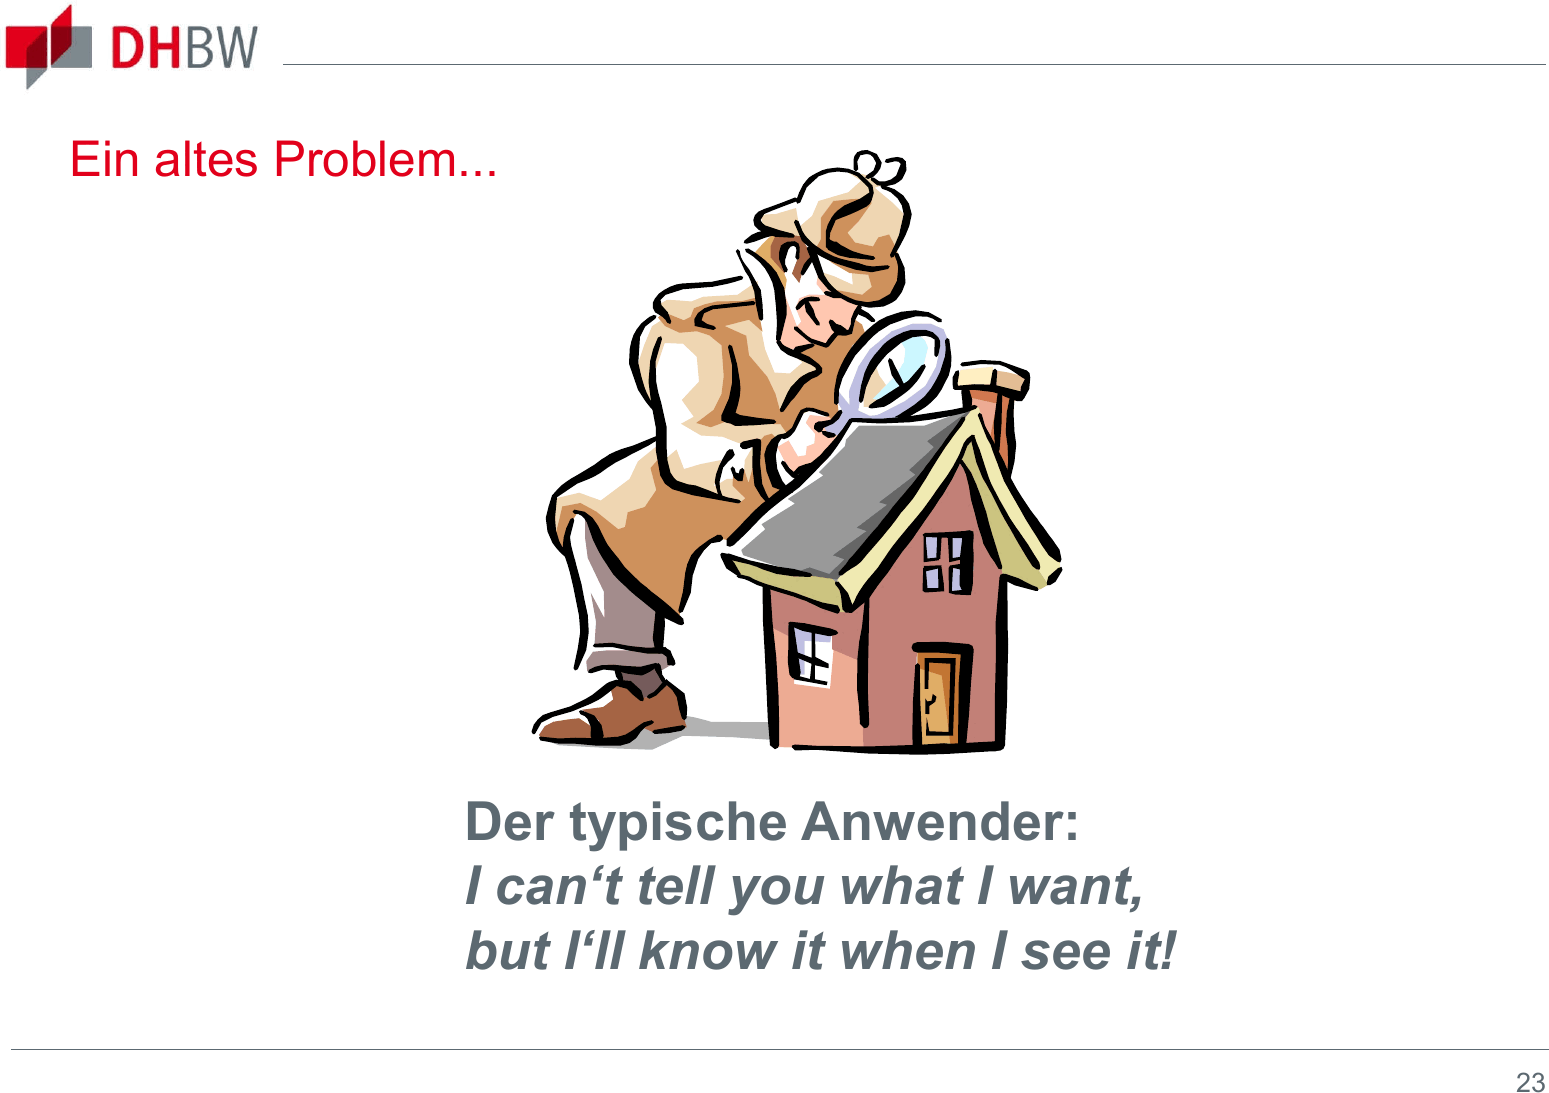 DHBW
Ein altes Problem...
Der typische Anwender:
I can‘t tell you what I want,
but I‘ll know it when I see it!
23